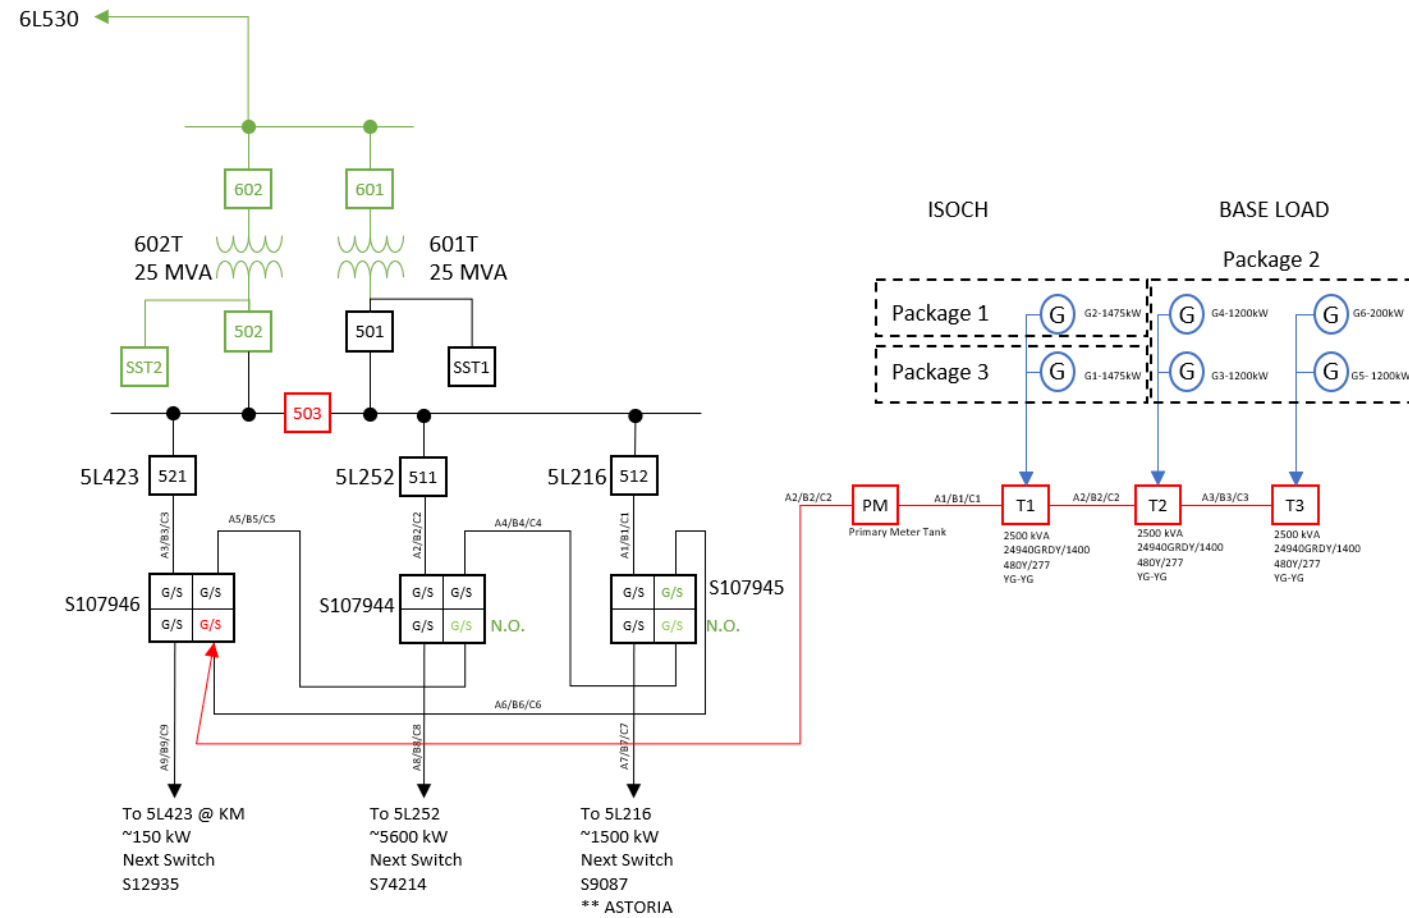 6L530
602
601
602T
25 MVA
601T
25 MVA
502
501
SST2
SST1
503
5L423
521
5L252
511
5L216
512
A3/B3/C3
A5/B5/C5
A2/B2/C2
A4/B4/C4
A1/B1/C1
S107946
G/S
G/S
G/S
G/S
S107944
G/S
G/S
G/S
G/S
N.O.
S107945
G/S
G/S
G/S
G/S
N.O.
A6/B6/C6
A9/B9/C9
A8/B8/C8
A7/B7/C7
To 5L423 @ KM
~150 kW
Next Switch
S12935
To 5L252
~5600 kW
Next Switch
S74214
To 5L216
~1500 kW
Next Switch
S9087
** ASTORIA
ISOCH
BASE LOAD
Package 2
Package 1
G
G2-1475kW
G
G4-1200kW
G
G6-200kW
Package 3
G
G1-1475kW
G
G3-1200kW
G
G5- 1200kW
A2/B2/C2
PM
Primary Meter Tank
A1/B1/C1
T1
A2/B2/C2
T2
A3/B3/C3
T3
2500 kVA
24940GRDY/1400
480Y/277
YG-YG
2500 kVA
24940GRDY/1400
480Y/277
YG-YG
2500 kVA
24940GRDY/1400
480Y/277
YG-YG